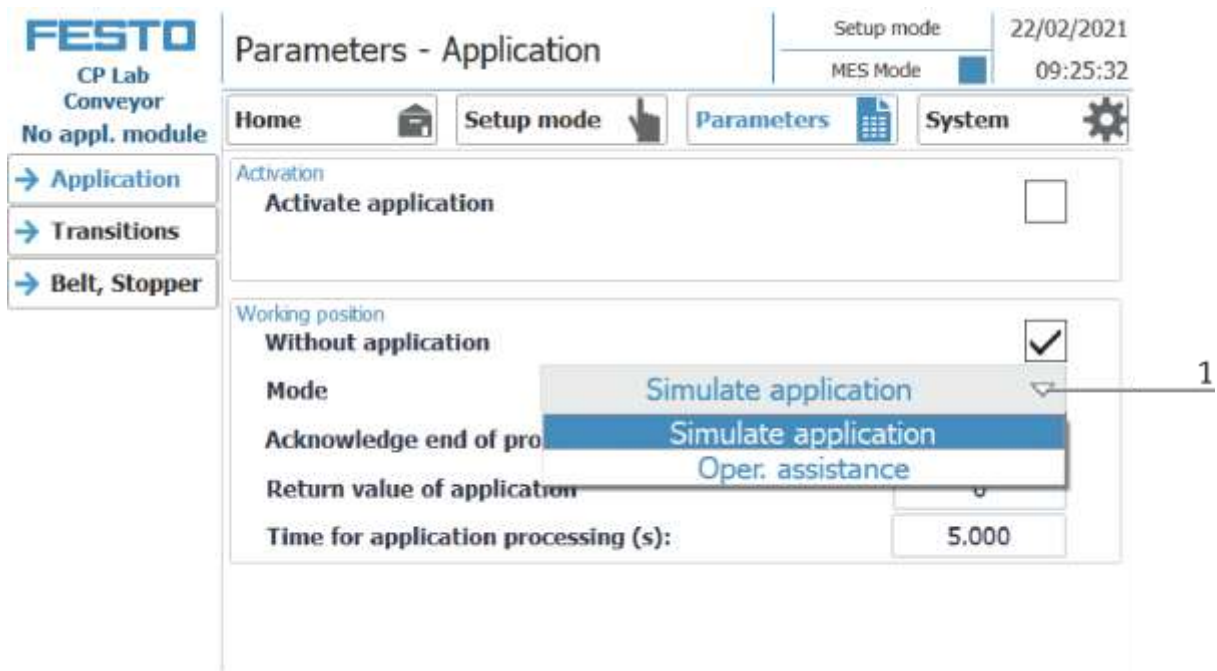 FESTO
CP Lab
Conveyor
No appl. module
Parameters - Application
Setup mode
MES Mode
22/02/2021
09:25:32
Home
Setup mode
Parameters
System
Application
Transitions
Belt, Stopper
Activation
Activate application
Working position
Without application
Mode
Simulate application
1
Simulate application
Oper. assistance
Acknowledge end of pro
Return value of application
Time for application processing (s):
5.000